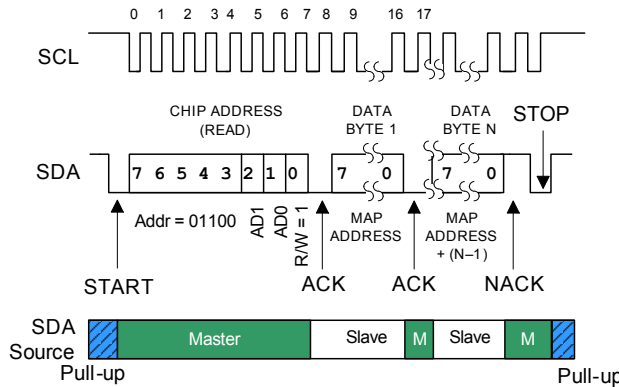 0 1 2 3 4 5 6 7 8 9 16 17
SCL
CHIP ADDRESS
(READ)
DATA
BYTE 1
DATA
BYTE N
STOP
SDA
7 6 5 4 3 2 1 0
7 0
7 0
Addr = 01100
AD1
AD0
R/W = 1
MAP
ADDRESS
MAP
ADDRESS
+ (N–1)
START
ACK
ACK
NACK
SDA
Source
Master
Slave
M
Slave
M
Pull-up
Pull-up